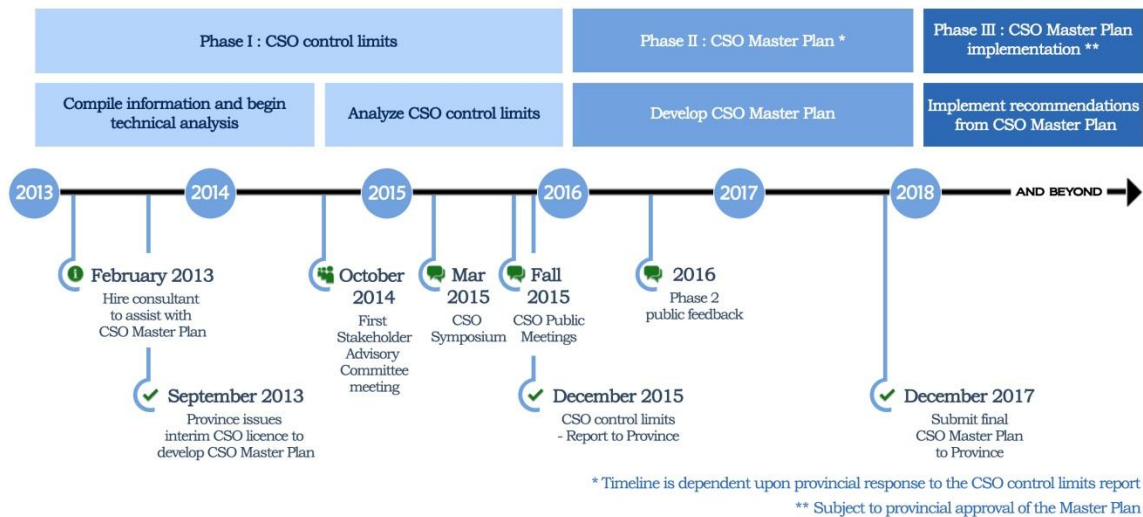 Phase I : CSO control limits
Phase II : CSO Master Plan *
Phase III : CSO Master Plan
implementation **
Compile information and begin
technical analysis
Analyze CSO control limits
Develop CSO Master Plan
Implement recommendations
from CSO Master Plan
2013
2014
2015
2016
2017
2018
AND BEYOND
February 2013
Hire consultant
to assist with
CSO Master Plan
September 2013
Province issues
interim CSO licence to
develop CSO Master Plan
October
2014
First
Stakeholder
Advisory
Committee
meeting
Mar
2015
CSO
Symposium
Fall
2015
CSO Public
Meetings
December 2015
CSO control limits
- Report to Province
2016
Phase 2
public feedback
December 2017
Submit final
CSO Master Plan
to Province
* Timeline is dependent upon provincial response to the CSO control limits report
** Subject to provincial approval of the Master Plan